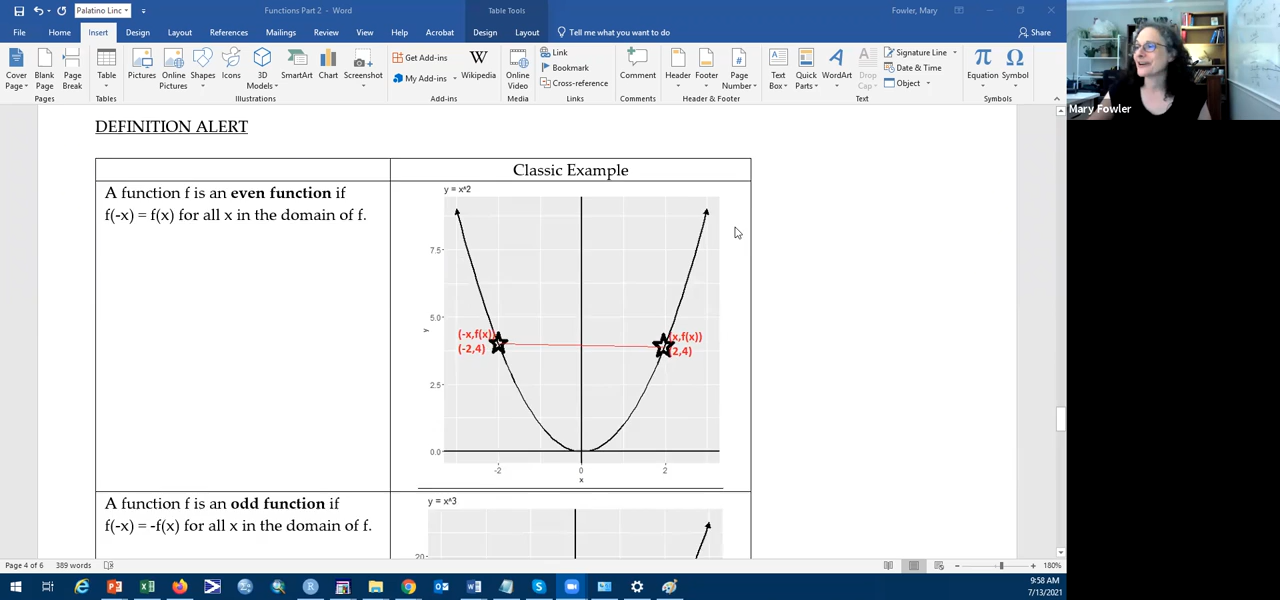 Palatino Linc
Functions Part 2 - Word
Table Tools
Fowler, Mary
File Home Insert Design Layout References Mailings Review View Help Acrobat Design Layout Tell me what you want to do Share
Cover Page
Blank Page
Page Break
Pages
Table
Tables
Pictures
Online Pictures
Shapes
Icons
3D Models
SmartArt
Chart
Screenshot
Illustrations
Get Add-ins
My Add-ins
Wikipedia
Add-ins
Online Video
Media
Link
Bookmark
Cross-reference
Links
Comment
Comments
Header
Footer
Page Number
Header & Footer
Text Box
Quick Parts
WordArt
Drop Cap
Signature Line
Date & Time
Object
Text
Equation
Symbol
Symbols
Mary Fowler
DEFINITION ALERT
Classic Example
A function f is an even function if
f(-x) = f(x) for all x in the domain of f.
y = x^2
7.5
5.0
y
2.5
0.0
(-x,f(x))
(-2,4)
(x,f(x))
(2,4)
-2 0 2
x
A function f is an odd function if
f(-x) = -f(x) for all x in the domain of f.
y = x^3
20
Page 4 of 6 389 words
180%
9:58 AM
7/13/2021